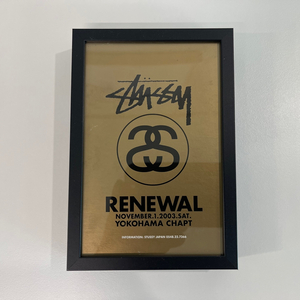 STÜSSY
RENEWAL
NOVEMBER.1.2003.SAT.
YOKOHAMA CHAPT